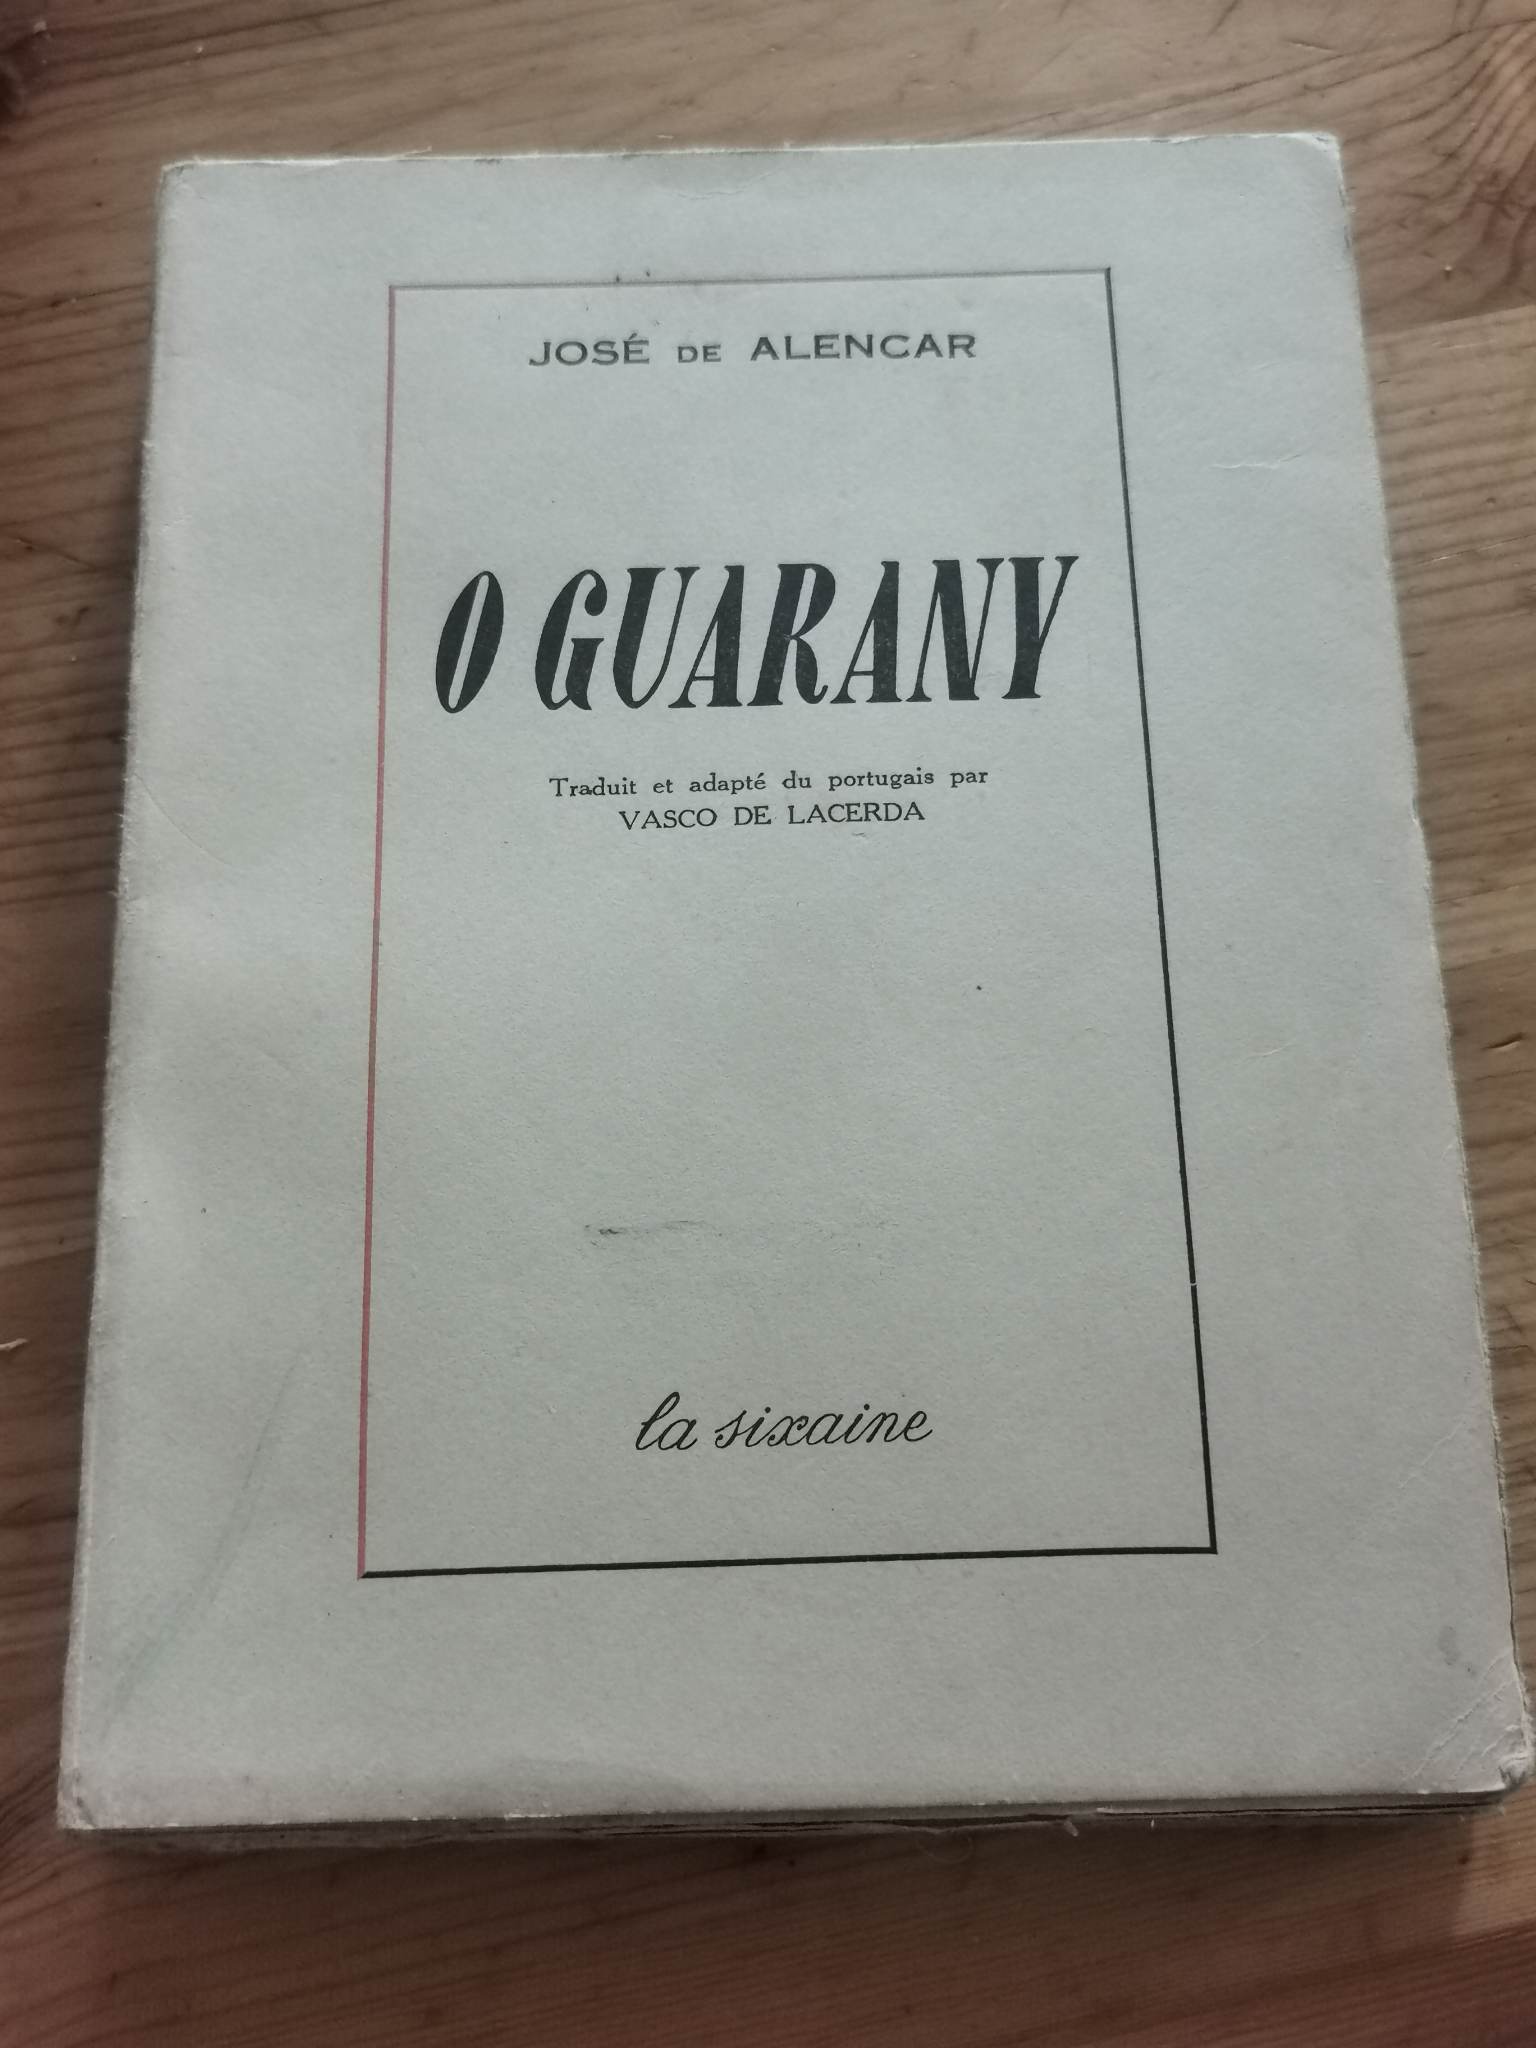 JOSÉ DE ALENCAR
O GUARANY
Traduit et adapté du portugais par
VASCO DE LACERDA
la sixaine